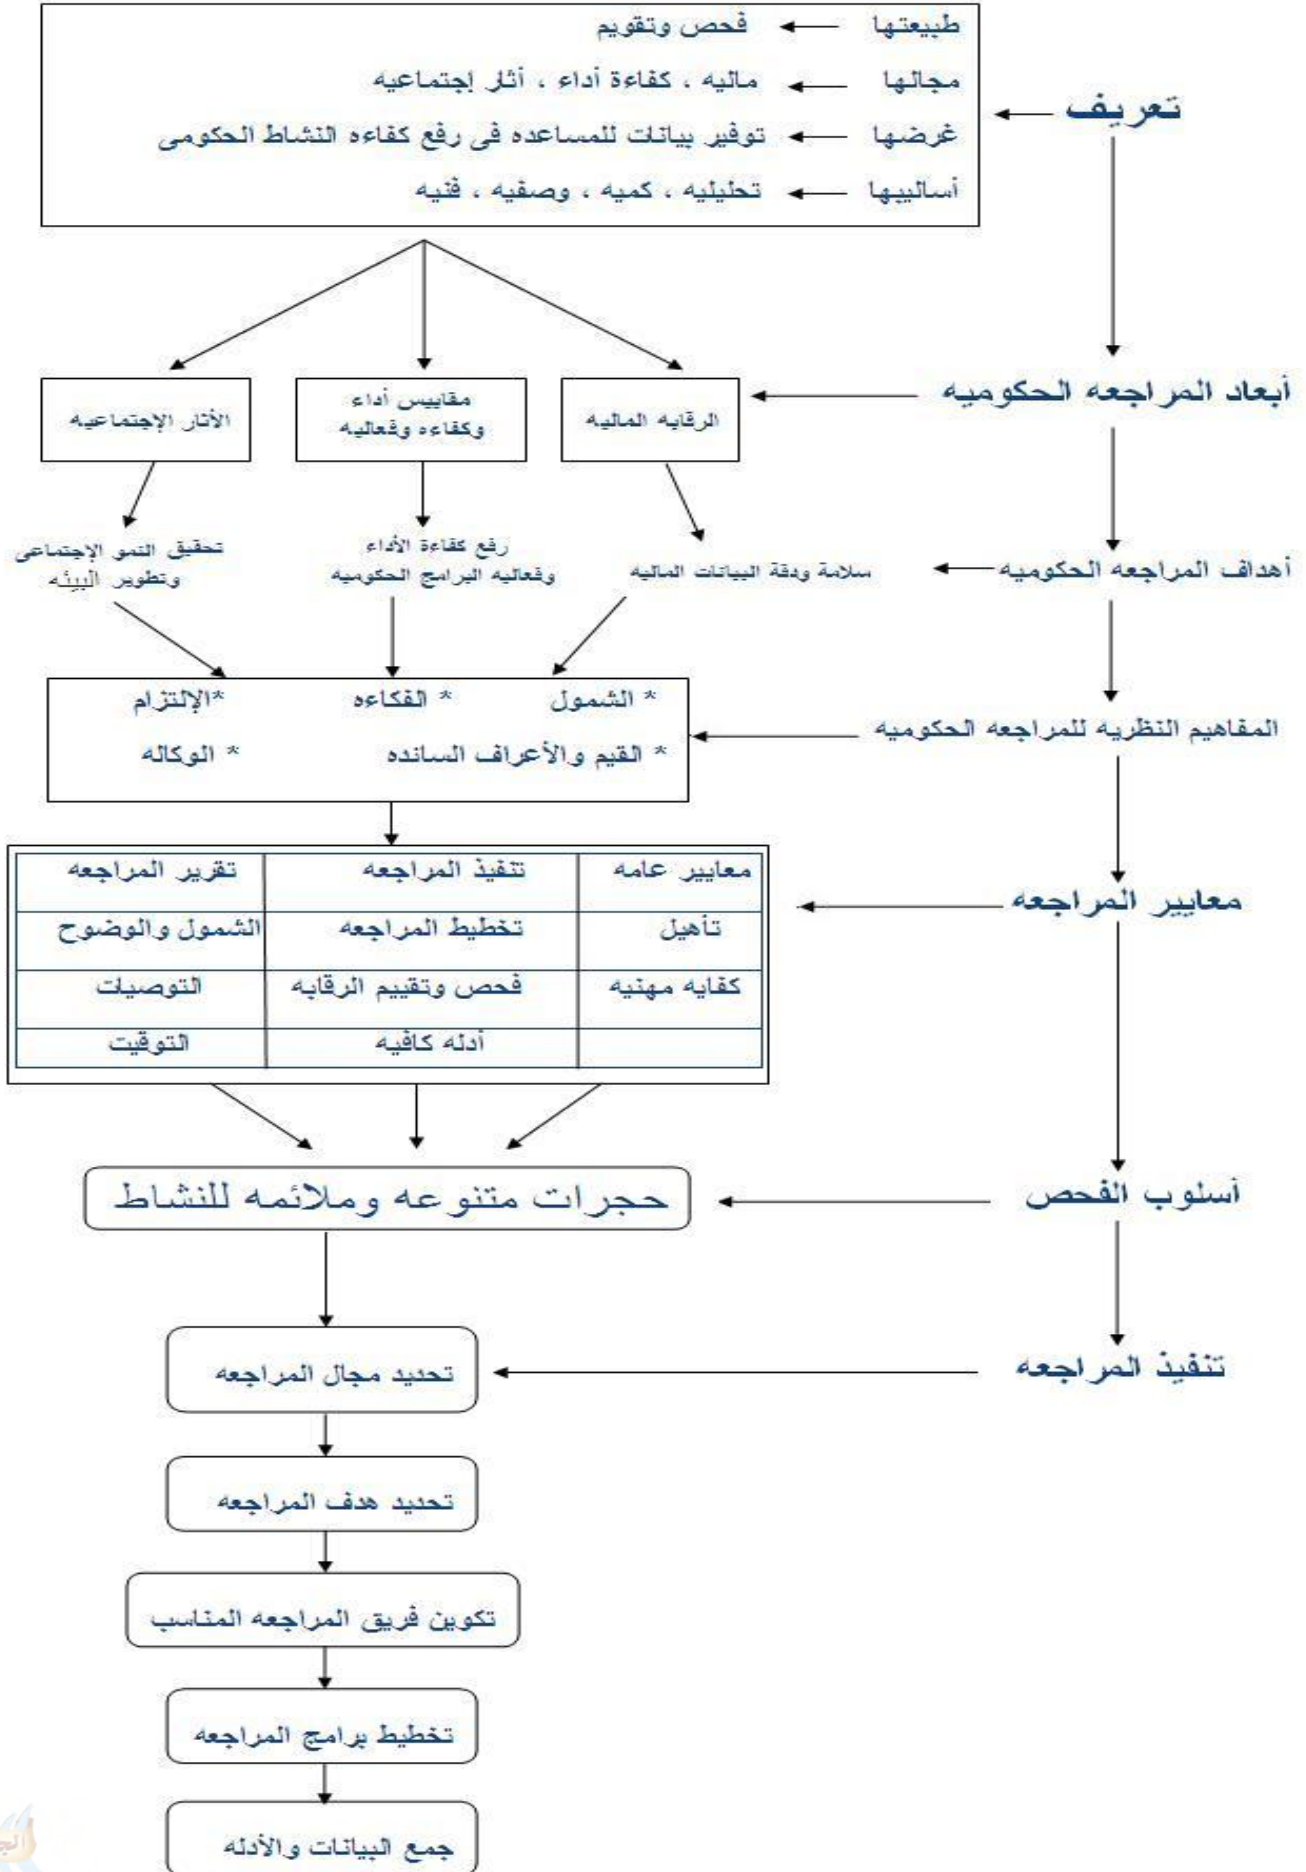 طبيعتها ← فحص وتقويم
مجالها ← ماليه ، كفاءة أداء ، أثار إجتماعيه
تعريف
غرضها ← توفير بيانات للمساعده فى رفع كفاءه النشاط الحكومى
أساليبها ← تحليليه ، كميه ، وصفيه ، فنيه
أبعاد المراجعه الحكوميه
الرقابه الماليه
مقاييس أداء
وكفاءه وفعاليه
الأثار الإجتماعيه
أهداف المراجعه الحكوميه
سلامة ودقة البيانات الماليه
رفع كفاءة الأداء
وفعاليه البرامج الحكوميه
تحقيق النمو الإجتماعى
وتطوير البيئه
المفاهيم النظريه للمراجعه الحكوميه
* الشمول * الفكاءه *الإلتزام
* القيم والأعراف السانده * الوكاله
معايير المراجعه
معايير عامه تنفيذ المراجعه تقرير المراجعه
تأهيل تخطيط المراجعه الشمول والوضوح
كفايه مهنيه فحص وتقييم الرقابه التوصيات
أدله كافيه التوقيت
أسلوب الفحص
حجرات متنوعه وملائمه للنشاط
تنفيذ المراجعه
تحديد مجال المراجعه
تحديد هدف المراجعه
تكوين فريق المراجعه المناسب
تخطيط برامج المراجعه
جمع البيانات والأدله